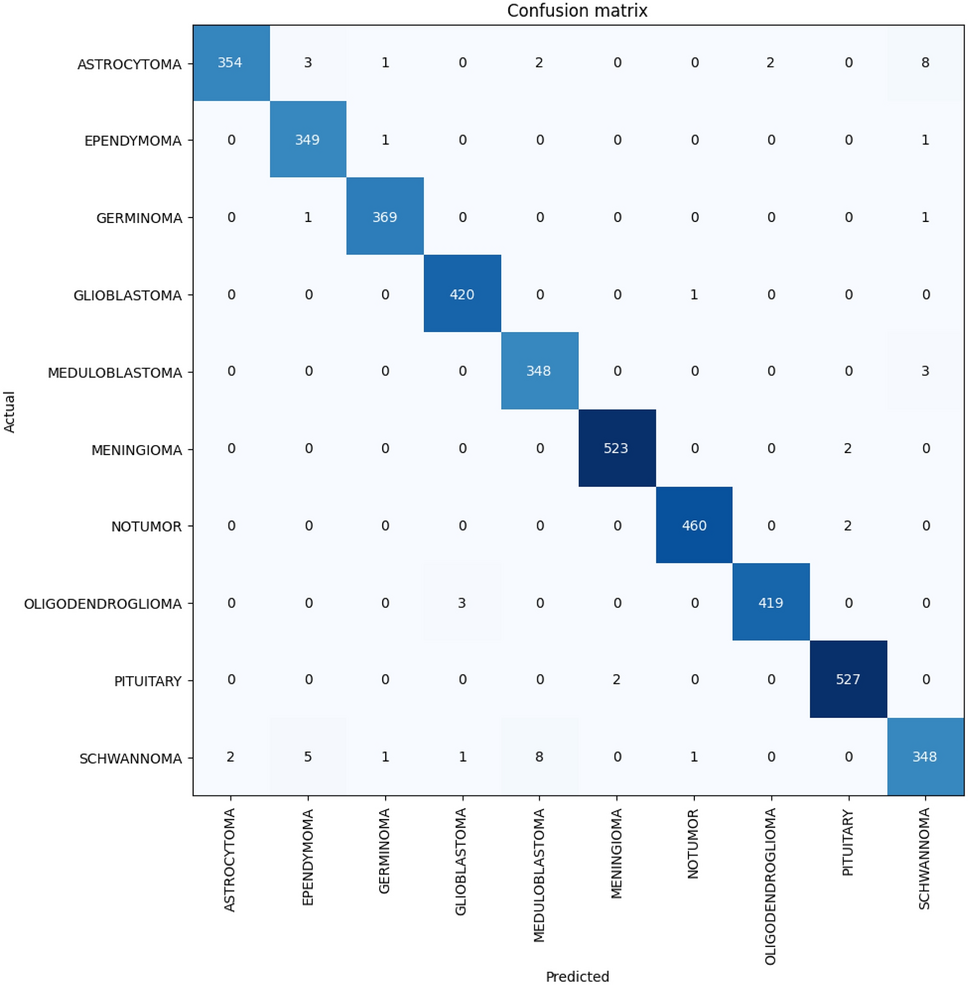 Confusion matrix
ASTROCYTOMA 354 3 1 0 2 0 0 2 0 8
EPENDYMOMA 0 349 1 0 0 0 0 0 0 1
GERMINOMA 0 1 369 0 0 0 0 0 0 1
GLIOBLASTOMA 0 0 0 420 0 0 1 0 0 0
MEDULOBLASTOMA 0 0 0 0 348 0 0 0 0 3
Actual
MENINGIOMA 0 0 0 0 0 523 0 0 2 0
NOTUMOR 0 0 0 0 0 0 460 0 2 0
OLIGODENDROGLIOMA 0 0 0 3 0 0 0 419 0 0
PITUITARY 0 0 0 0 0 2 0 0 527 0
SCHWANNOMA 2 5 1 1 8 0 1 0 0 348
ASTROCYTOMA
EPENDYMOMA
GERMINOMA
GLIOBLASTOMA
MEDULOBLASTOMA
MENINGIOMA
NOTUMOR
OLIGODENDROGLIOMA
PITUITARY
SCHWANNOMA
Predicted